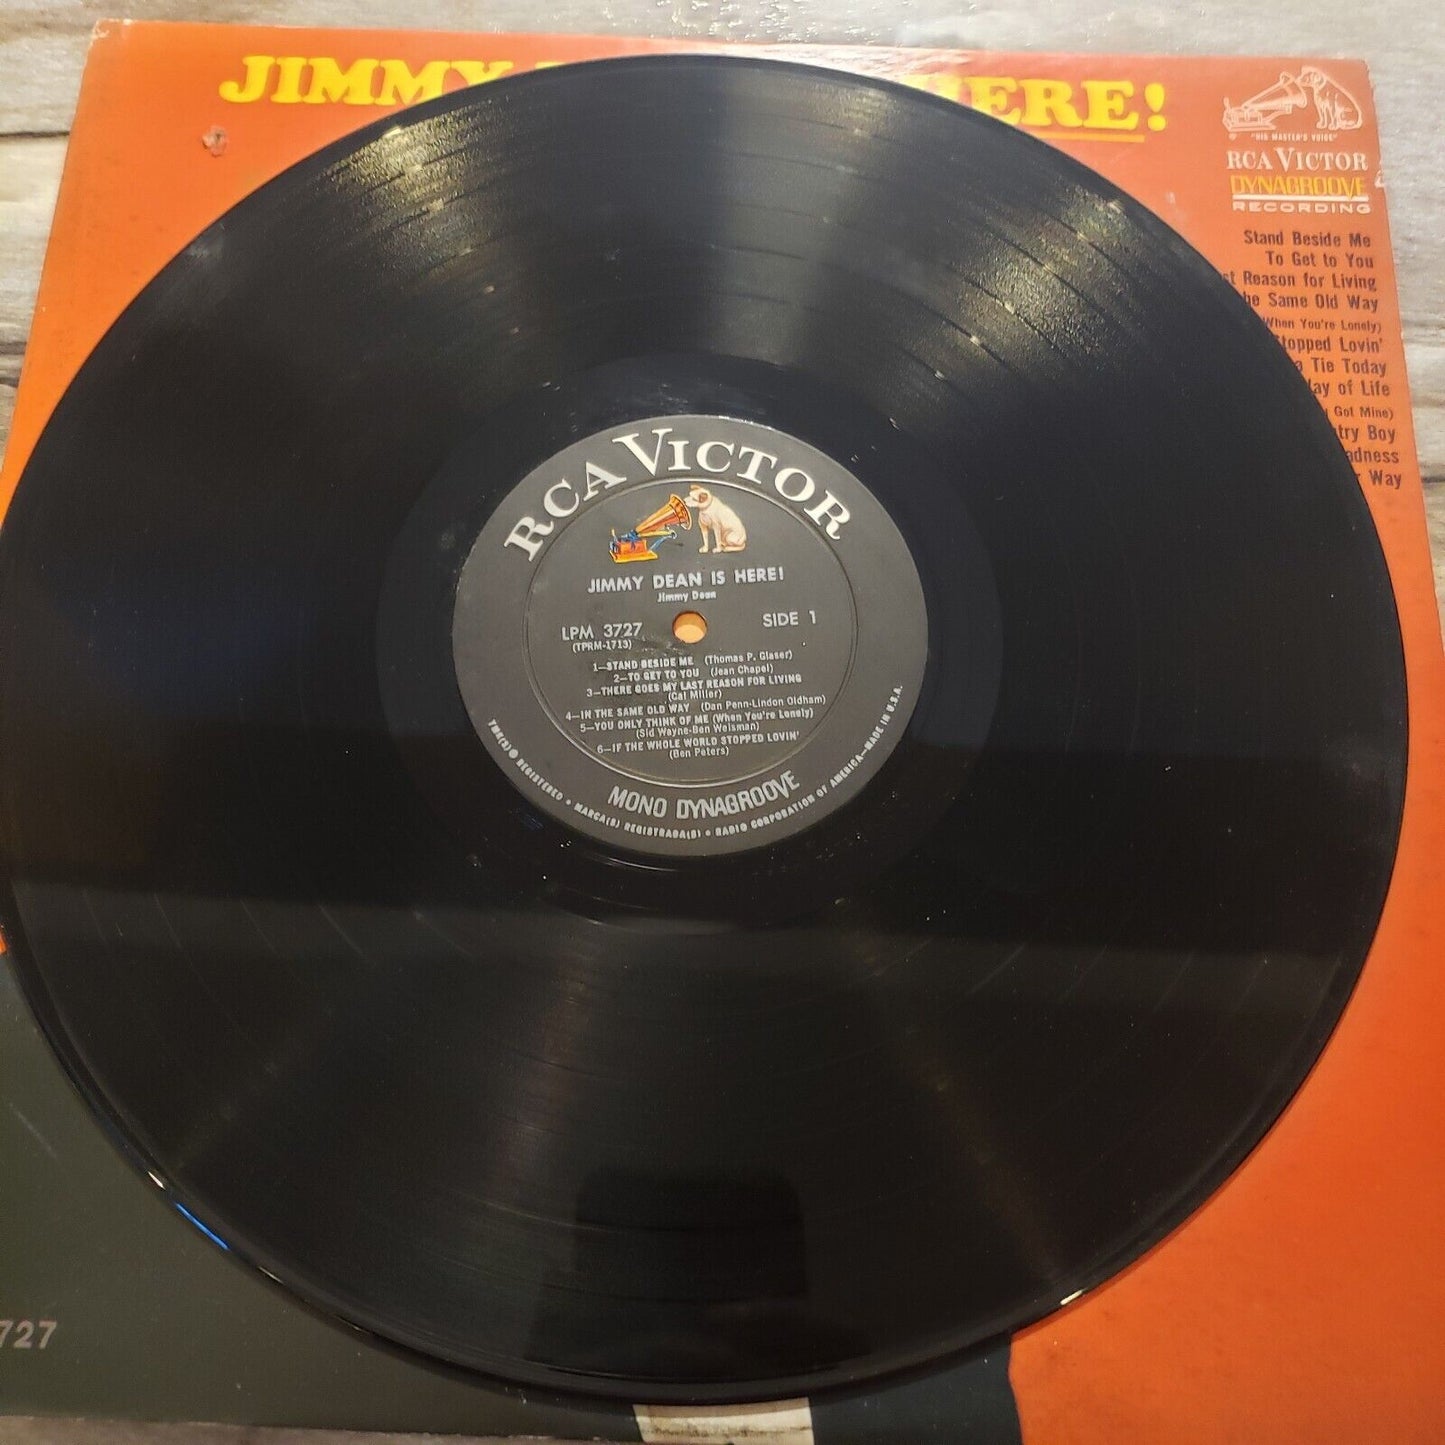 JIMMY HERE!
"HIS MASTER'S VOICE"
RCA VICTOR
DYNAGROOVE
RECORDING
Stand Beside Me
To Get to You
Reason for Living
Same Old Way
When You're Lonely)
Stopped Lovin'
Tie Today
of Life
Got Mine)
Boy
Way
RCA VICTOR
JIMMY DEAN IS HERE!
Jimmy Dean
LPM 3727
SIDE 1
(TPRM-1713)
1—STAND BESIDE ME (Thomas P. Glaser)
2—TO GET TO YOU (Jean Chapel)
3—THERE GOES MY LAST REASON FOR LIVING
(Cal Miller)
4—IN THE SAME OLD WAY (Dan Penn-Lindon Oldham)
5—YOU ONLY THINK OF ME (When You're Lonely)
(Sid Wayne-Ben Weisman)
6—IF THE WHOLE WORLD STOPPED LOVIN'
(Ben Peters)
MONO DYNAGROOVE
TMK(S) ® REGISTERED • MARCA(S) REGISTRADA(S) • RADIO CORPORATION OF AMERICA—MADE IN U.S.A.
727